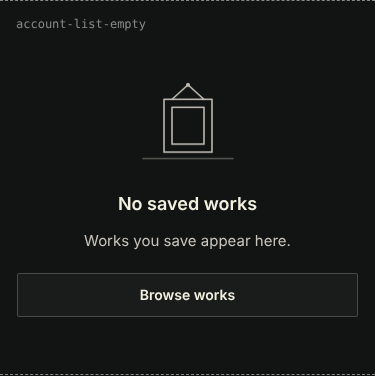 account-list-empty
No saved works
Works you save appear here.
Browse works